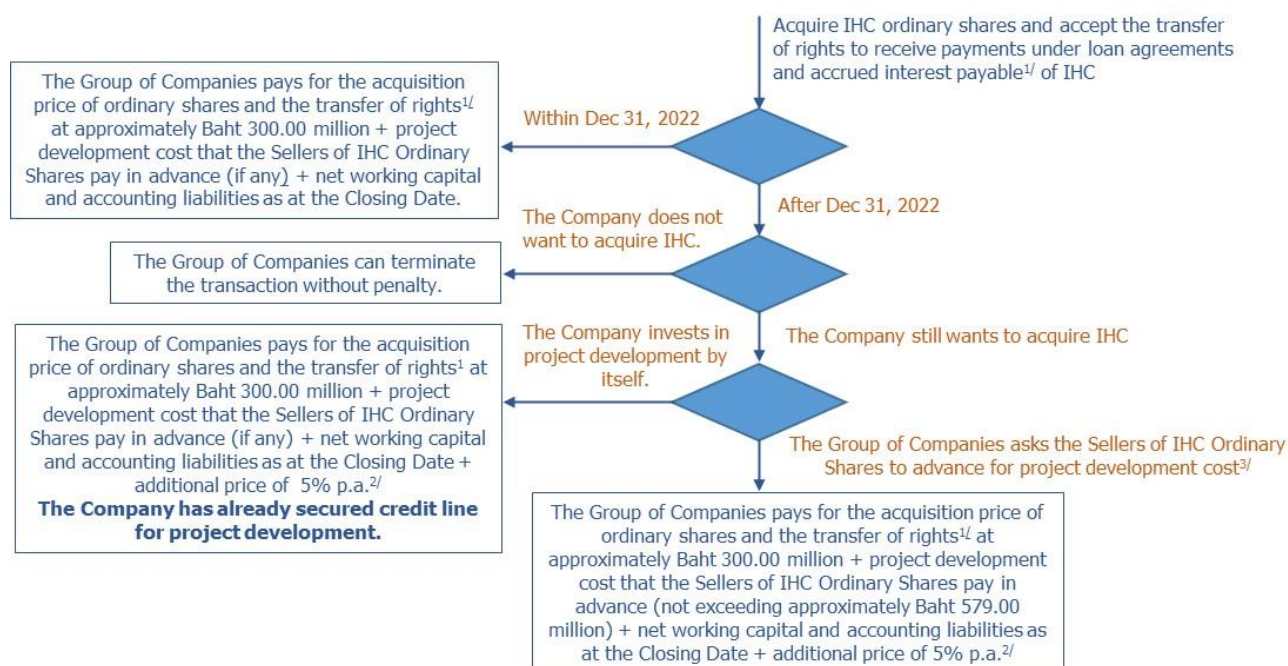 Acquire IHC ordinary shares and accept the transfer
of rights to receive payments under loan agreements
and accrued interest payable1/ of IHC
The Group of Companies pays for the acquisition
price of ordinary shares and the transfer of rights1/
at approximately Baht 300.00 million + project
development cost that the Sellers of IHC Ordinary
Shares pay in advance (if any) + net working capital
and accounting liabilities as at the Closing Date.
Within Dec 31, 2022
After Dec 31, 2022
The Company does not
want to acquire IHC.
The Group of Companies can terminate
the transaction without penalty.
The Company still wants to acquire IHC
The Company invests in
project development by
itself.
The Group of Companies pays for the acquisition
price of ordinary shares and the transfer of rights1 at
approximately Baht 300.00 million + project
development cost that the Sellers of IHC Ordinary
Shares pay in advance (if any) + net working capital
and accounting liabilities as at the Closing Date +
additional price of 5% p.a.2/
The Company has already secured credit line
for project development.
The Group of Companies asks the Sellers of IHC Ordinary
Shares to advance for project development cost3/
The Group of Companies pays for the acquisition price of
ordinary shares and the transfer of rights1/ at
approximately Baht 300.00 million + project development
cost that the Sellers of IHC Ordinary Shares pay in
advance (not exceeding approximately Baht 579.00
million) + net working capital and accounting liabilities as
at the Closing Date + additional price of 5% p.a.2/